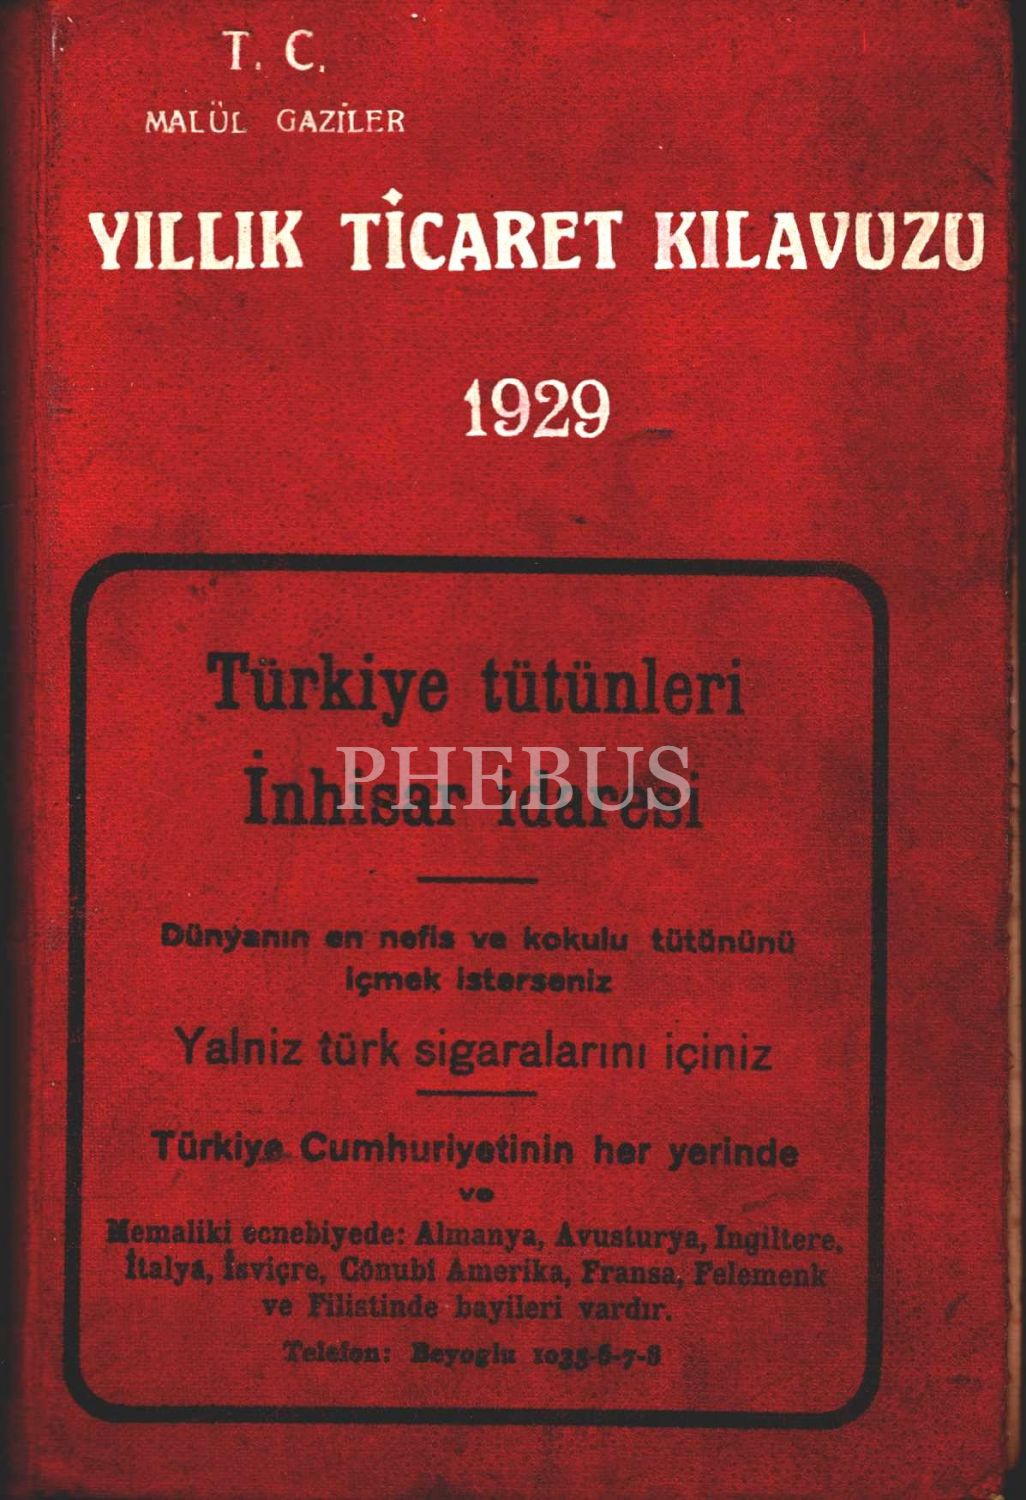 T. C.
MALÜL GAZİLER
YILLIK TİCARET KILAVUZU
1929
Türkiye tütünleri
İnhisar idaresi
PHEBUS
Dünyanın en nefis ve kokulu tütününü
içmek isterseniz
Yalniz türk sigaralarını içiniz
Türkiye Cumhuriyetinin her yerinde
ve
Memaliki ecnebiyede: Almanya, Avusturya, Ingiltere,
İtalya, İsviçre, Cönubi Amerika, Fransa, Felemenk
ve Filistinde bayileri vardır.
Telefon: Beyoglu 1035-6-7-8